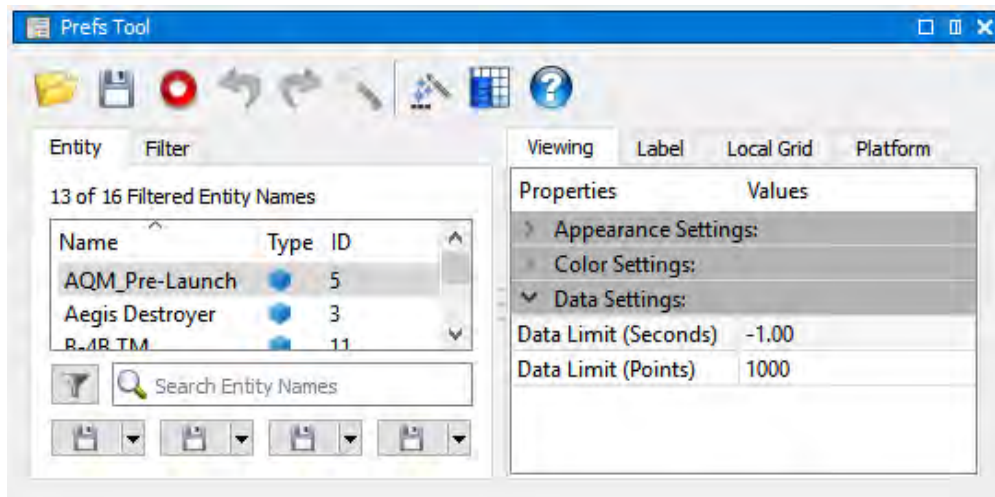 Prefs Tool
Entity Filter
13 of 16 Filtered Entity Names
Name Type ID
AQM_Pre-Launch 5
Aegis Destroyer 3
B-4B TM 11
Search Entity Names
Viewing Label Local Grid Platform
Properties Values
Appearance Settings:
Color Settings:
Data Settings:
Data Limit (Seconds) -1.00
Data Limit (Points) 1000